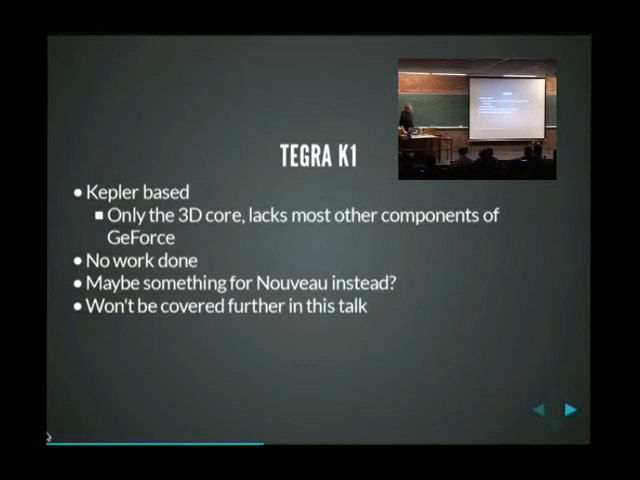 TEGRA K1
• Kepler based
■ Only the 3D core, lacks most other components of
GeForce
• No work done
• Maybe something for Nouveau instead?
• Won't be covered further in this talk